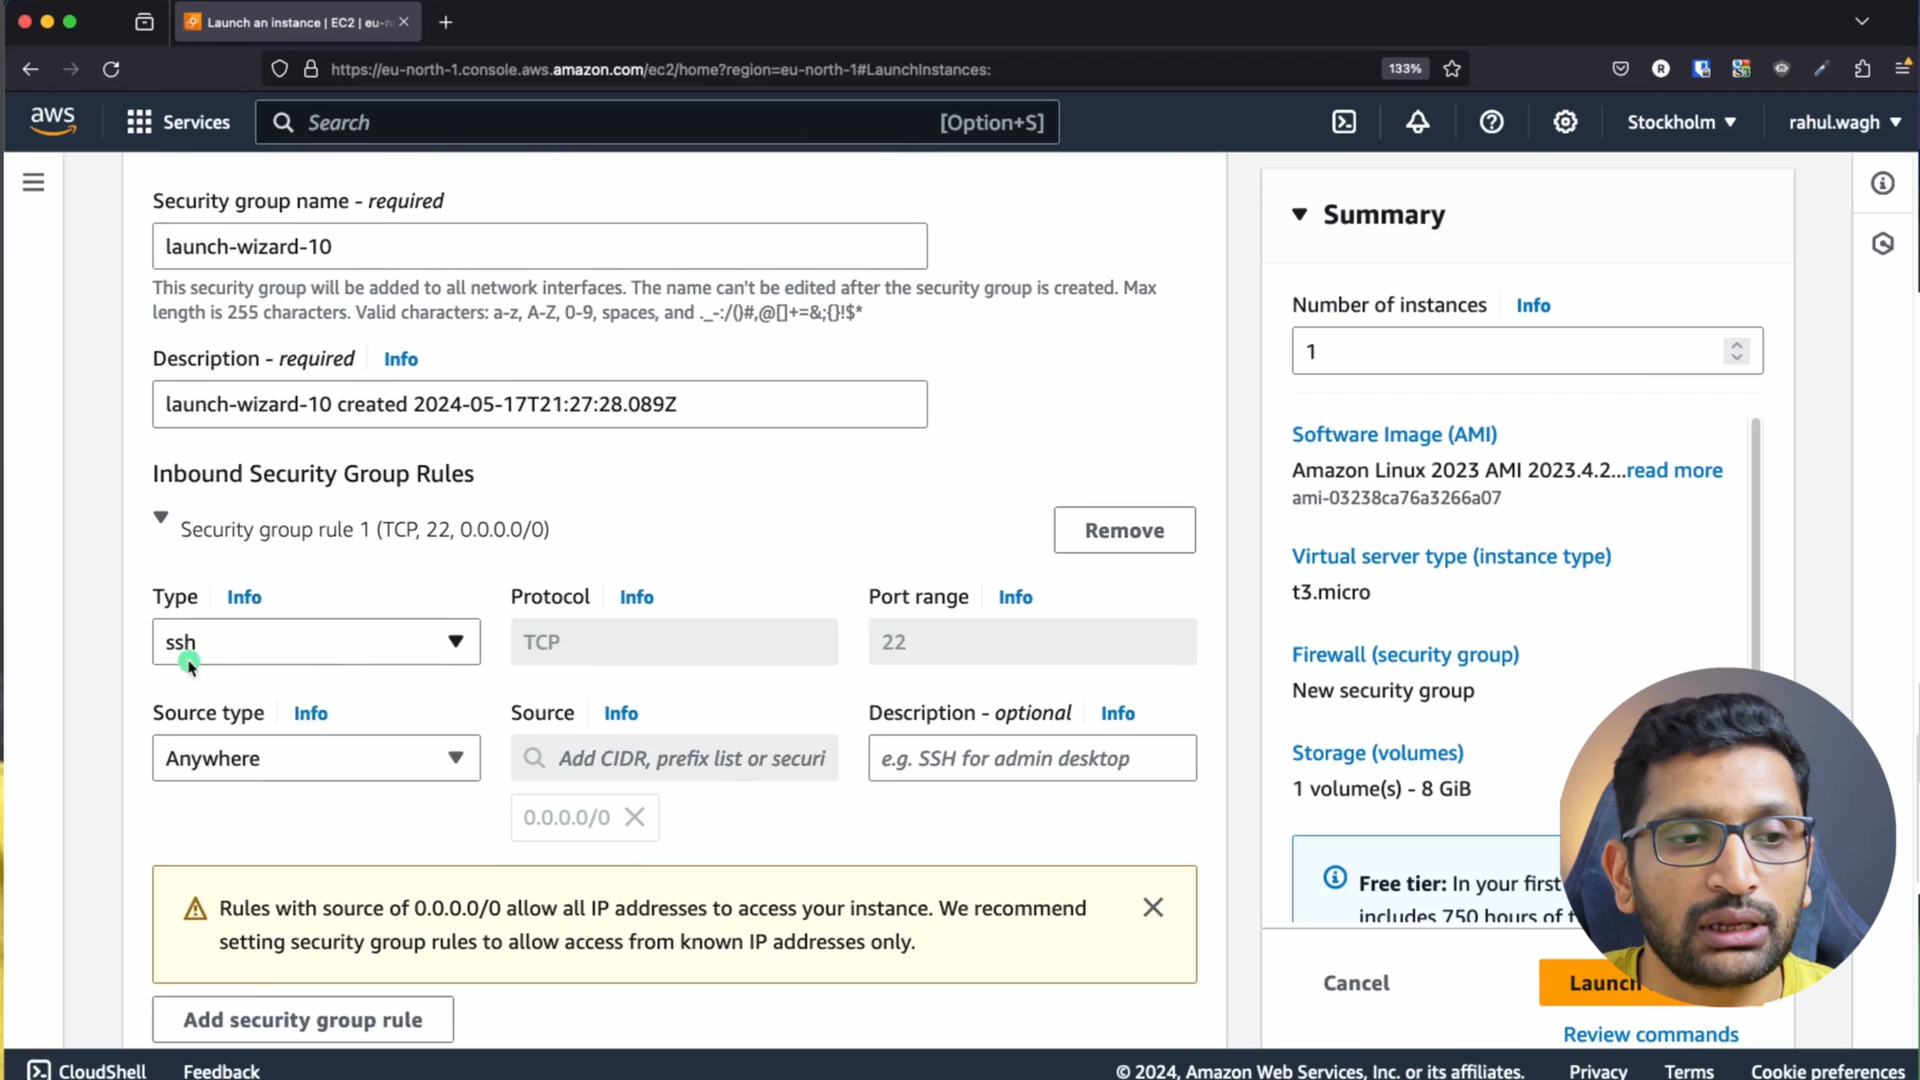 Launch an instance | EC2 | eu-n
https://eu-north-1.console.aws.amazon.com/ec2/home?region=eu-north-1#LaunchInstances:
133%
R
aws
Services
Search
[Option+S]
Stockholm
rahul.wagh
Security group name - required
launch-wizard-10
This security group will be added to all network interfaces. The name can't be edited after the security group is created. Max
length is 255 characters. Valid characters: a-z, A-Z, 0-9, spaces, and ._-:/()#,@[]+=&;{}!$*
Description - required
Info
launch-wizard-10 created 2024-05-17T21:27:28.089Z
Inbound Security Group Rules
Security group rule 1 (TCP, 22, 0.0.0.0/0)
Remove
Type
Info
Protocol
Info
Port range
Info
ssh
TCP
22
Source type
Info
Source
Info
Description - optional
Info
Anywhere
Add CIDR, prefix list or securi
e.g. SSH for admin desktop
0.0.0.0/0
Rules with source of 0.0.0.0/0 allow all IP addresses to access your instance. We recommend
setting security group rules to allow access from known IP addresses only.
Add security group rule
Summary
Number of instances
Info
1
Software Image (AMI)
Amazon Linux 2023 AMI 2023.4.2...read more
ami-03238ca76a3266a07
Virtual server type (instance type)
t3.micro
Firewall (security group)
New security group
Storage (volumes)
1 volume(s) - 8 GiB
Free tier: In your first
includes 750 hours of
Cancel
Launch
Review commands
CloudShell
Feedback
© 2024, Amazon Web Services, Inc. or its affiliates.
Privacy
Terms
Cookie preferences